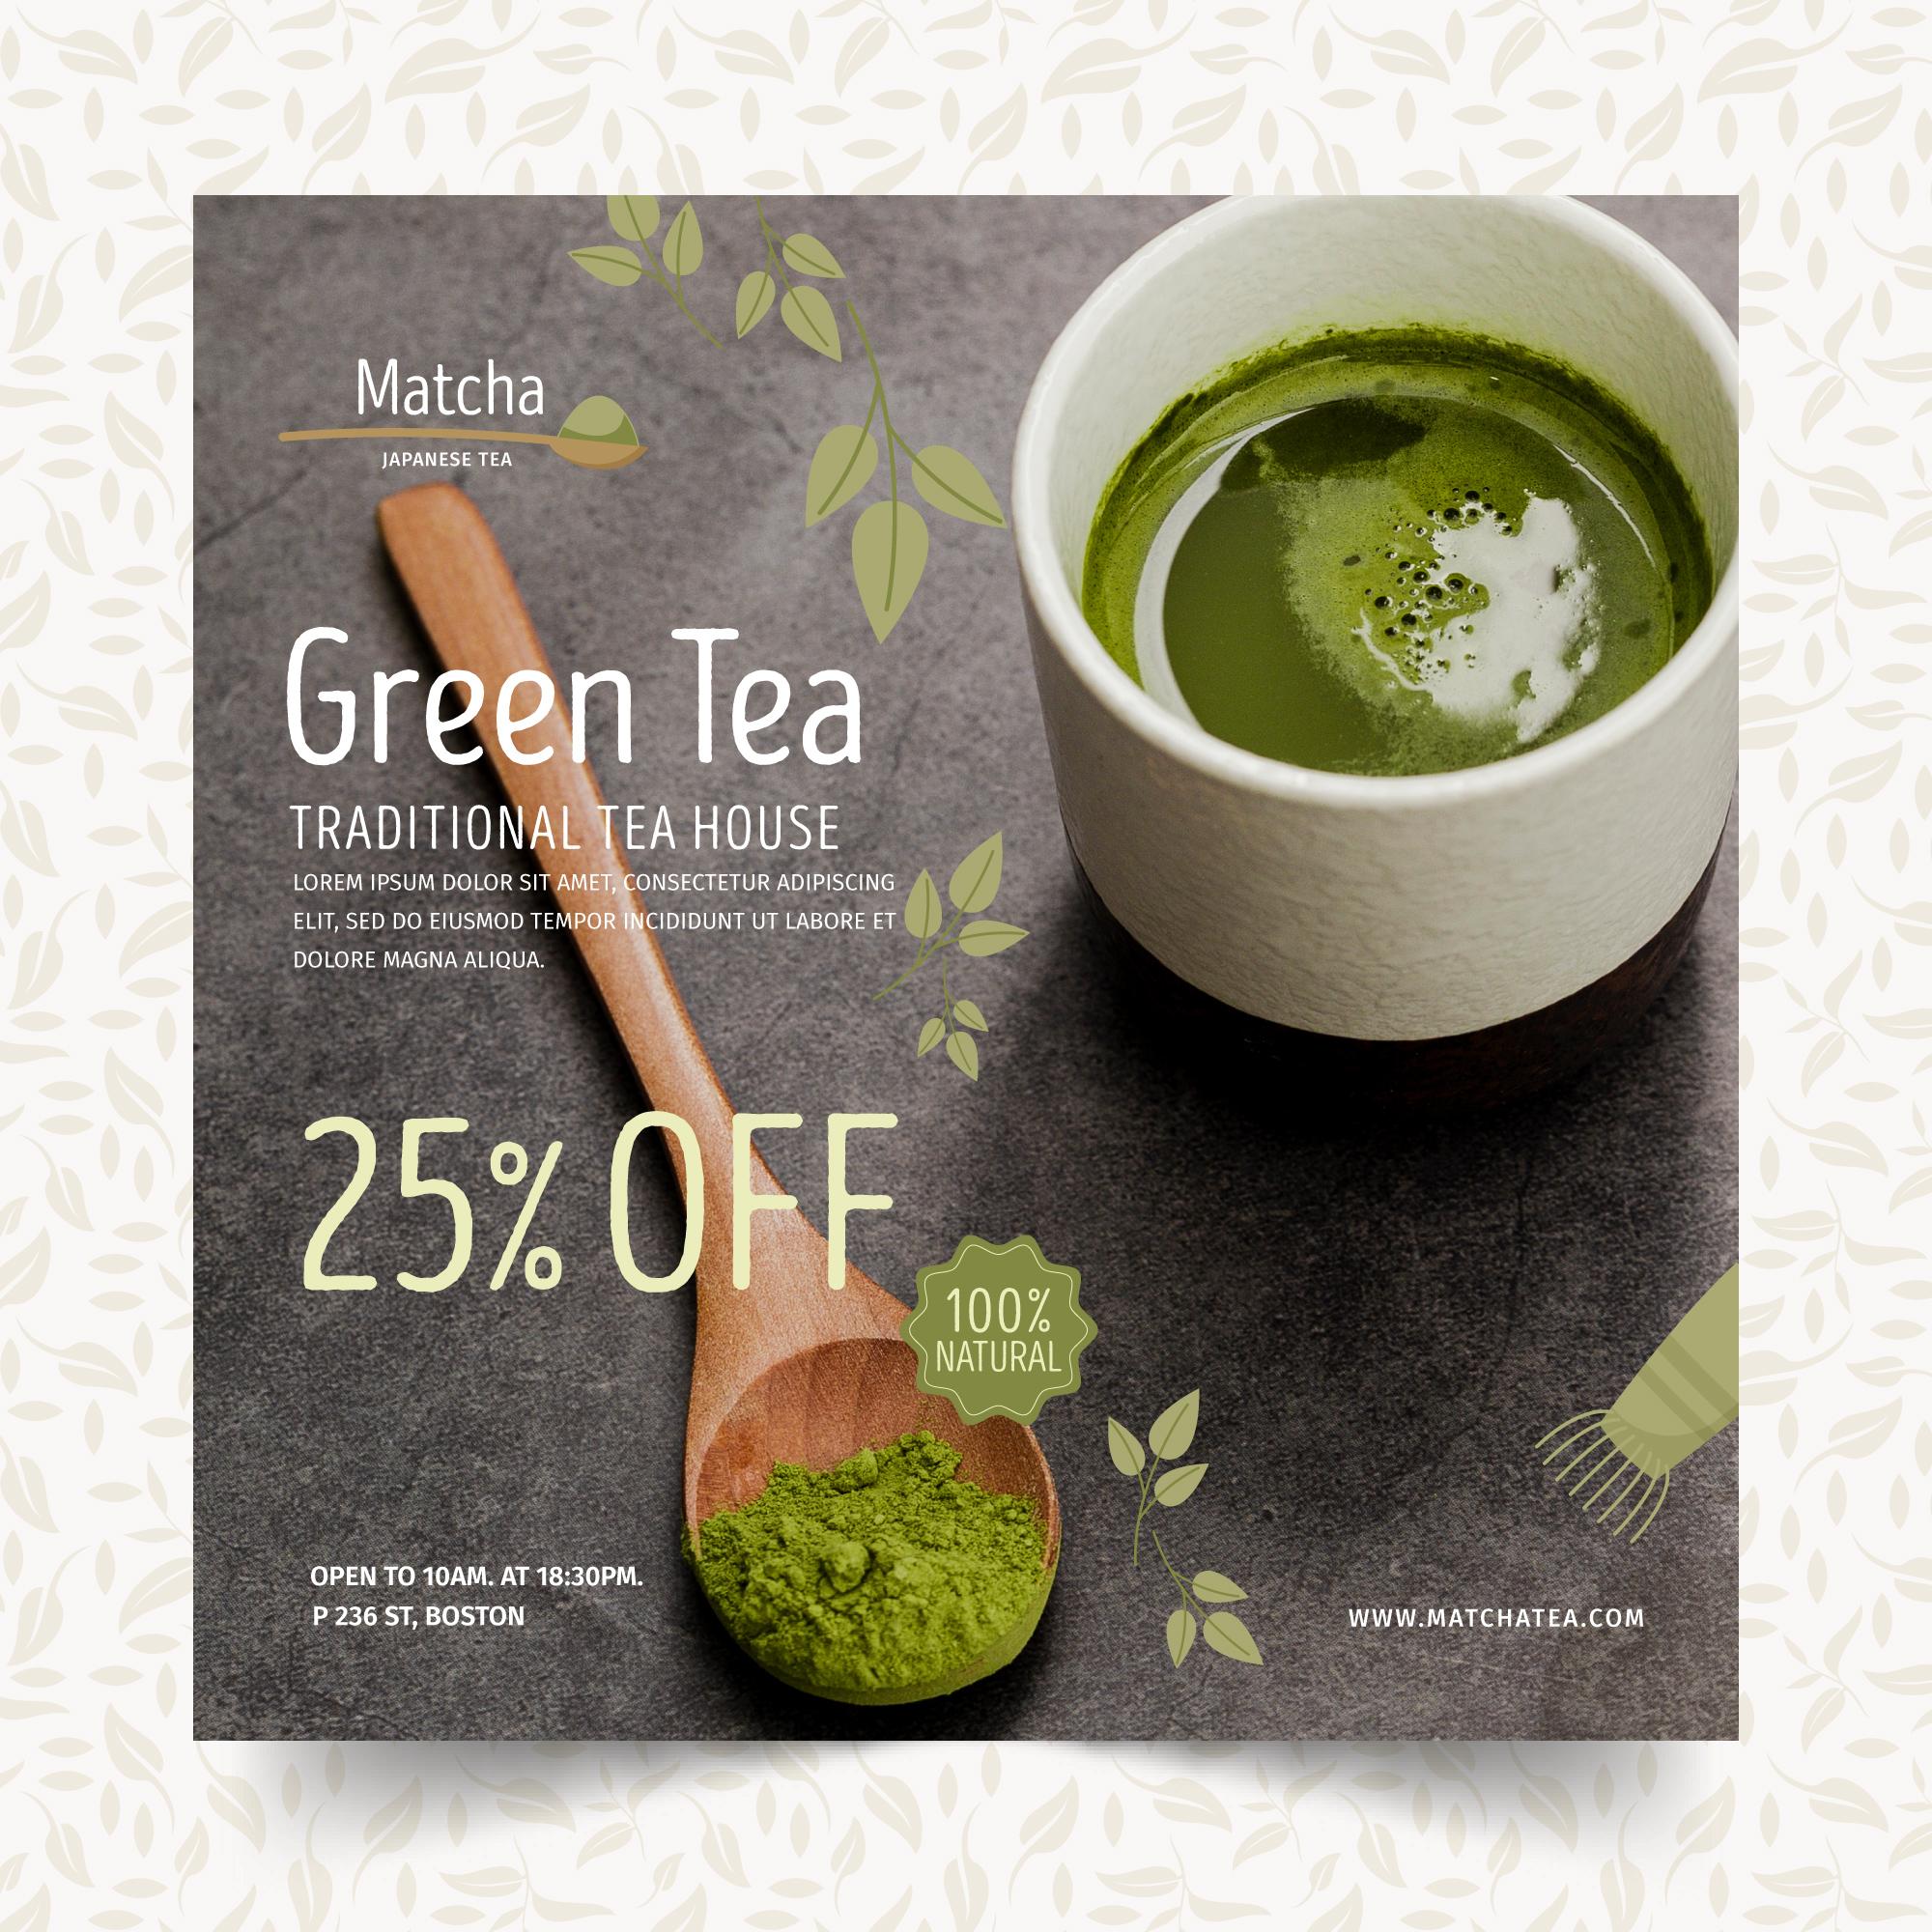 Matcha
JAPANESE TEA
Green Tea
TRADITIONAL TEA HOUSE
LOREM IPSUM DOLOR SIT AMET, CONSECTETUR ADIPISCING
ELIT, SED DO EIUSMOD TEMPOR INCIDIDUNT UT LABORE ET
DOLORE MAGNA ALIQUA.
25% OFF
100%
NATURAL
OPEN TO 10AM. AT 18:30PM.
P 236 ST, BOSTON
WWW.MATCHATEA.COM